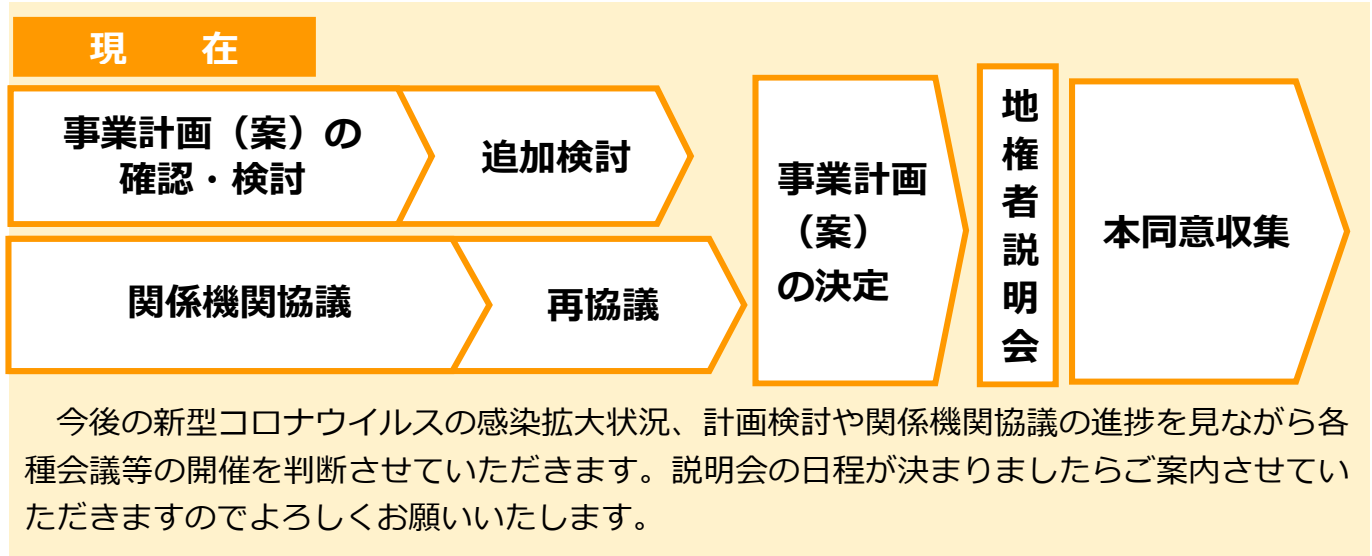 現　在
事業計画（案）の
確認・検討
追加検討
関係機関協議
再協議
事業計画
（案）
の決定
地権者説明会
本同意収集
今後の新型コロナウイルスの感染拡大状況、計画検討や関係機関協議の進捗を見ながら各
種会議等の開催を判断させていただきます。説明会の日程が決まりましたらご案内させてい
ただきますのでよろしくお願いいたします。